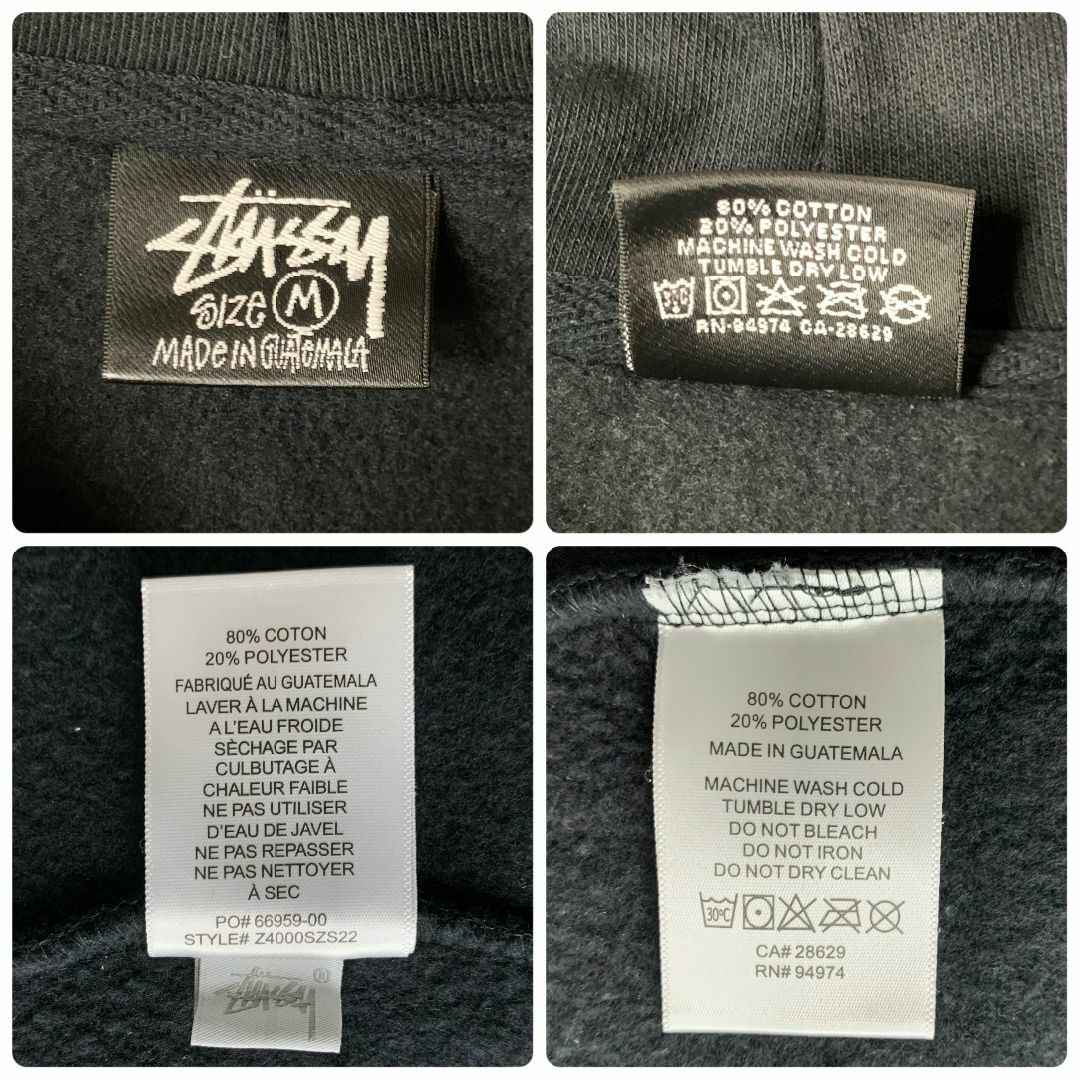 STÜSSY
SIZE M
MADE IN GUATEMALA
80% COTTON
20% POLYESTER
MACHINE WASH COLD
TUMBLE DRY LOW
30°C
RN-94974 CA-28629
80% COTON
20% POLYESTER
FABRIQUÉ AU GUATEMALA
LAVER À LA MACHINE
A L'EAU FROIDE
SÈCHAGE PAR
CULBUTAGE À
CHALEUR FAIBLE
NE PAS UTILISER
D'EAU DE JAVEL
NE PAS REPASSER
NE PAS NETTOYER
À SEC
PO# 66959-00
STYLE# Z4000SZS22
STÜSSY ®
80% COTTON
20% POLYESTER
MADE IN GUATEMALA
MACHINE WASH COLD
TUMBLE DRY LOW
DO NOT BLEACH
DO NOT IRON
DO NOT DRY CLEAN
30°C
CA# 28629
RN# 94974